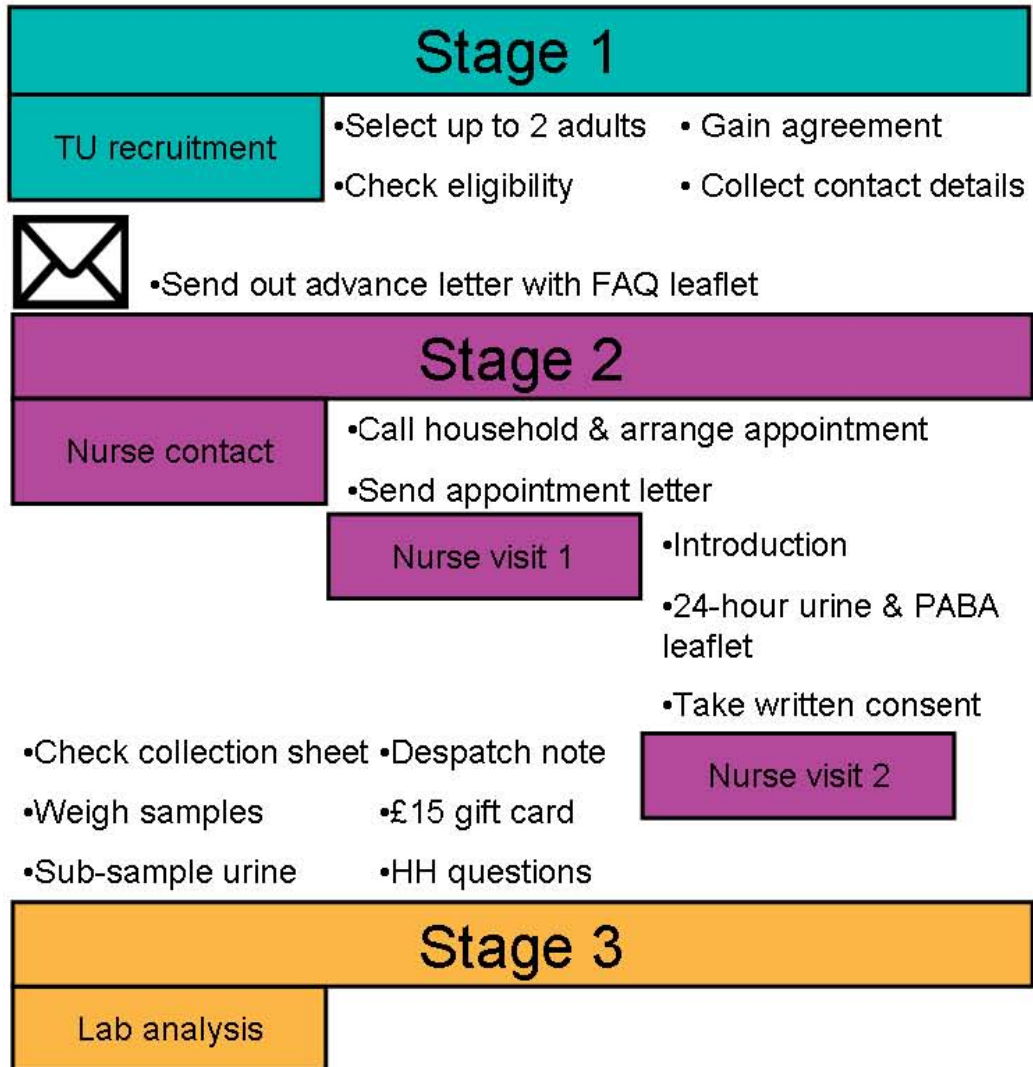 Stage 1
TU recruitment
•Select up to 2 adults
• Gain agreement
•Check eligibility
• Collect contact details
•Send out advance letter with FAQ leaflet
Stage 2
Nurse contact
•Call household & arrange appointment
•Send appointment letter
Nurse visit 1
•Introduction
•24-hour urine & PABA
leaflet
•Take written consent
Nurse visit 2
•Check collection sheet
•Despatch note
•Weigh samples
•£15 gift card
•Sub-sample urine
•HH questions
Stage 3
Lab analysis